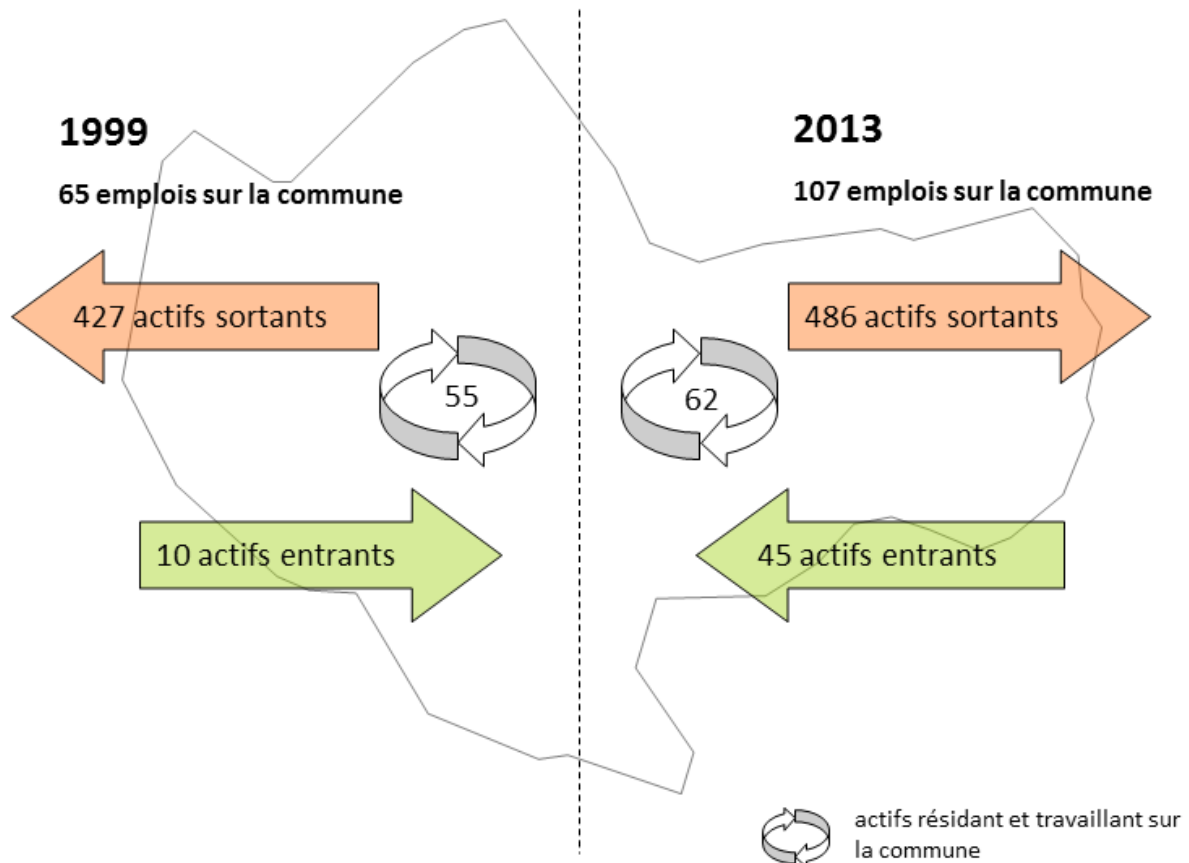 1999
65 emplois sur la commune
427 actifs sortants
55
10 actifs entrants
2013
107 emplois sur la commune
486 actifs sortants
62
45 actifs entrants
actifs résidant et travaillant sur
la commune